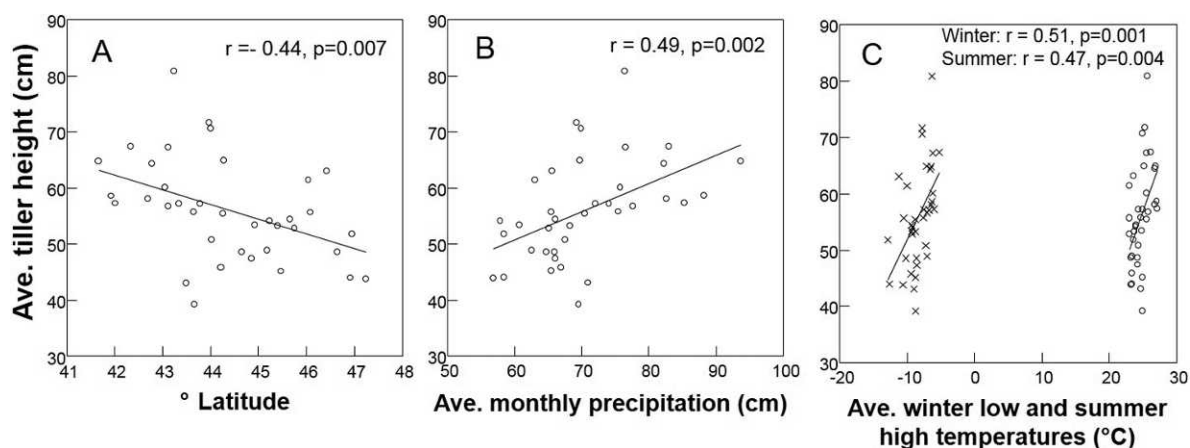 Ave. tiller height (cm)
A
r =- 0.44, p=0.007
90
80
70
60
50
40
30
41 42 43 44 45 46 47 48
° Latitude
B
r = 0.49, p=0.002
90
80
70
60
50
40
30
50 60 70 80 90 100
Ave. monthly precipitation (cm)
C
Winter: r = 0.51, p=0.001
Summer: r = 0.47, p=0.004
90
80
70
60
50
40
30
-20 -10 0 10 20 30
Ave. winter low and summer
high temperatures (°C)